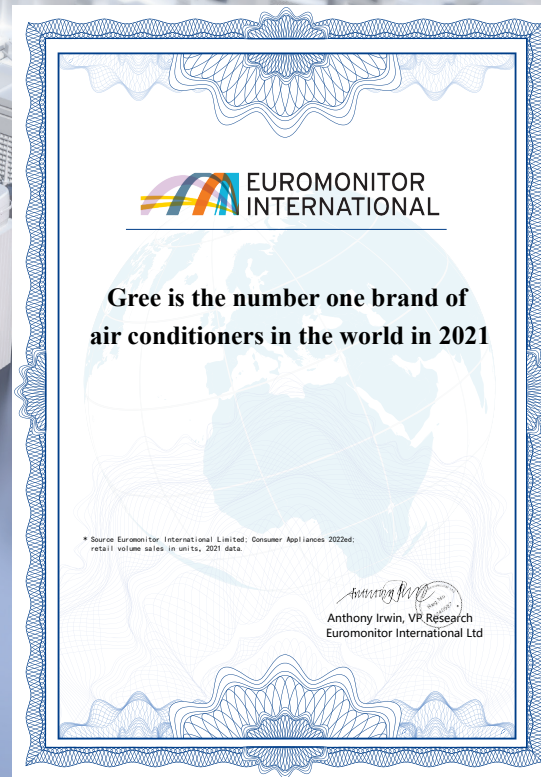 EUROMONITOR
INTERNATIONAL
Gree is the number one brand of
air conditioners in the world in 2021
* Source Euromonitor International Limited; Consumer Appliances 2022ed;
retail volume sales in units, 2021 data.
Anthony Irwin, VP Research
Euromonitor International Ltd